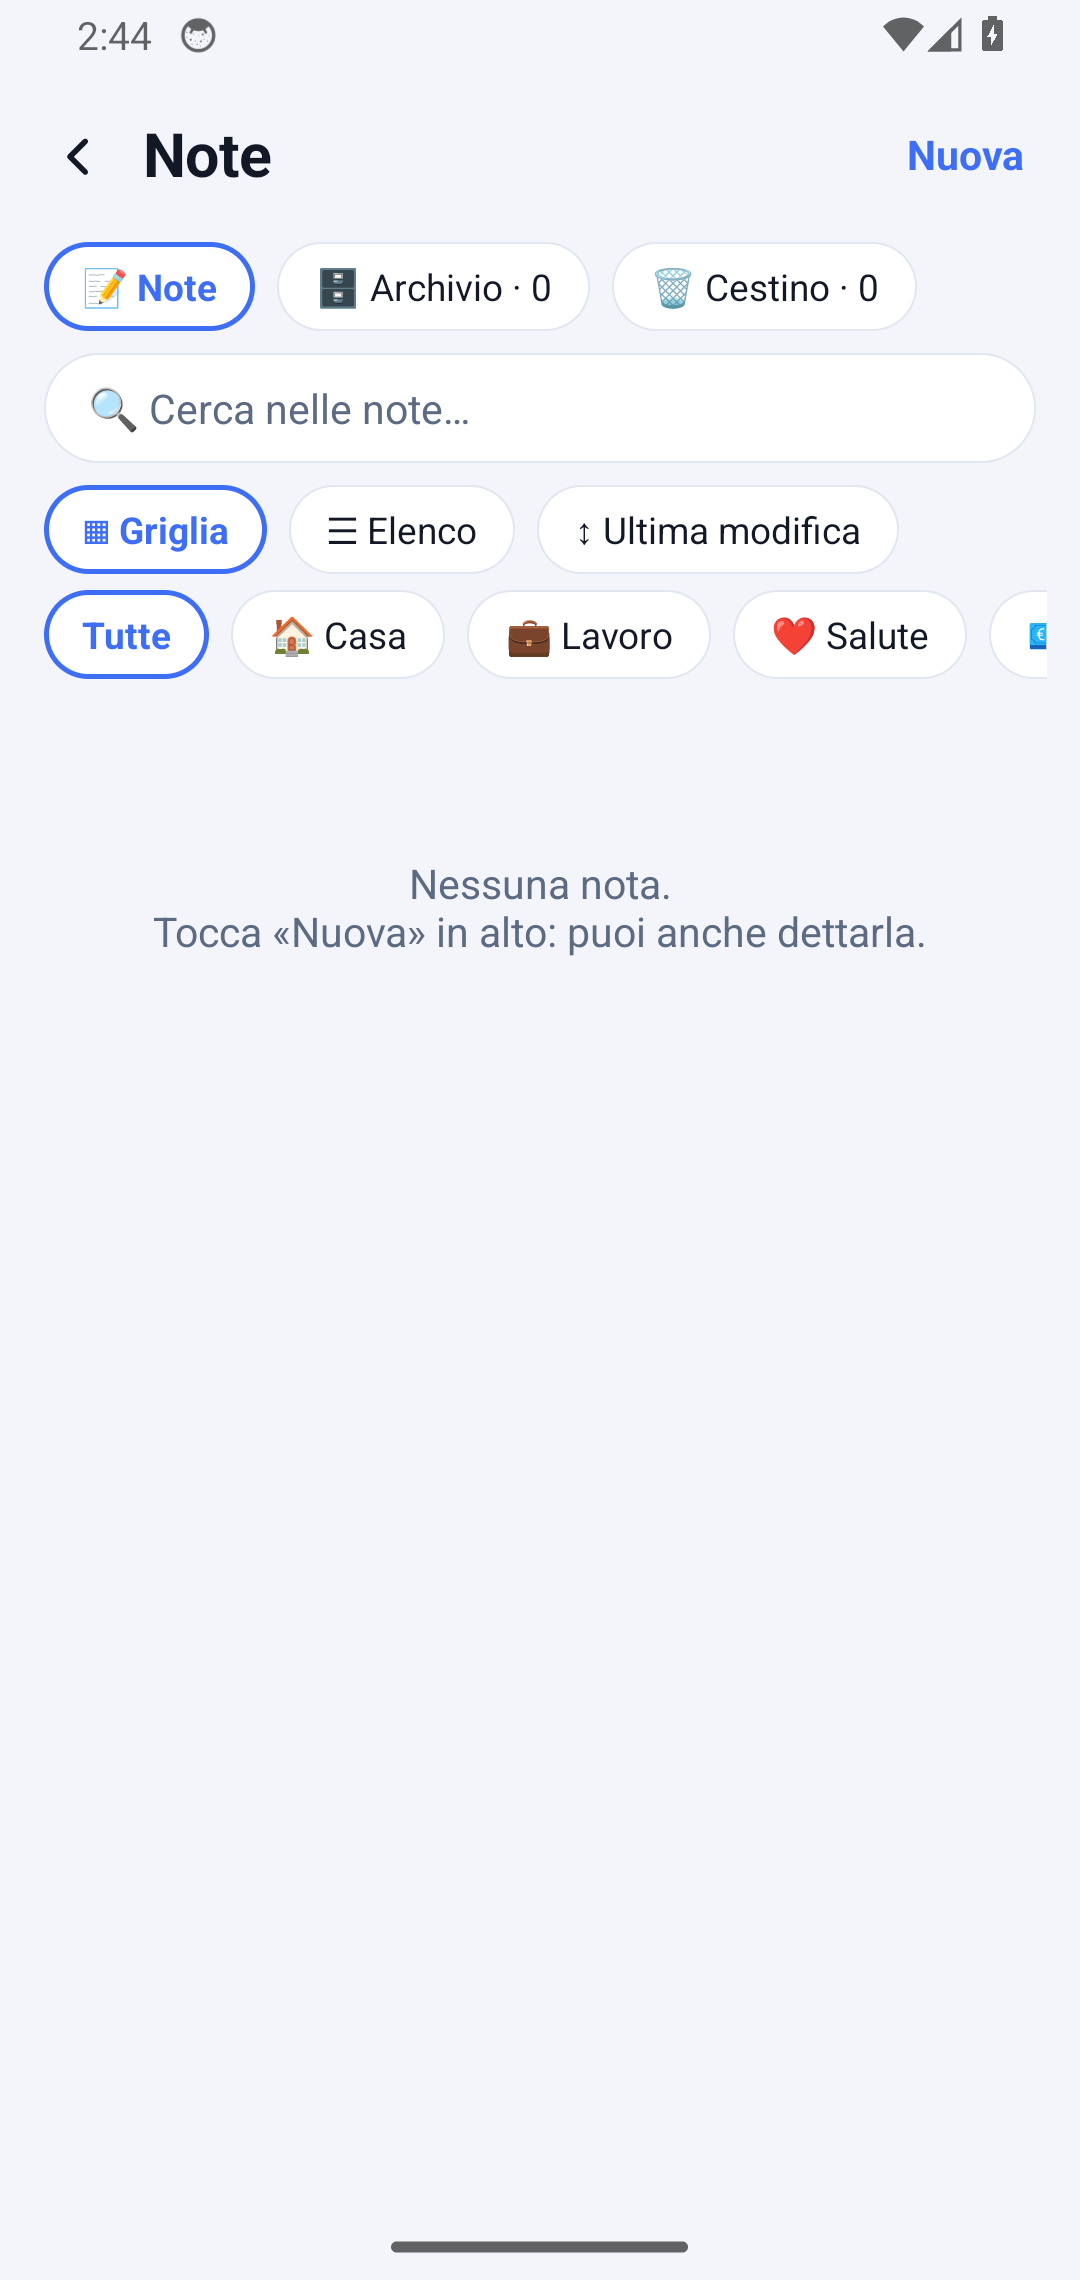 2:44
Note
Nuova
📝 Note
🗄️ Archivio · 0
🗑️ Cestino · 0
🔍 Cerca nelle note…
▦ Griglia
☰ Elenco
↕ Ultima modifica
Tutte
🏠 Casa
💼 Lavoro
❤️ Salute
Nessuna nota.
Tocca «Nuova» in alto: puoi anche dettarla.